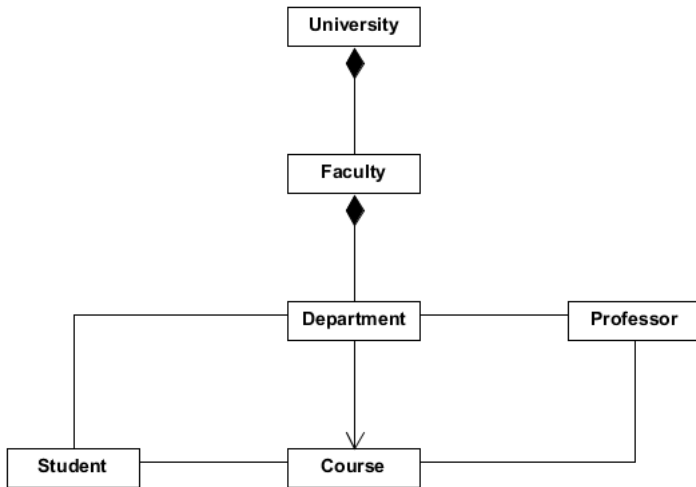 University
Faculty
Department
Professor
Student
Course